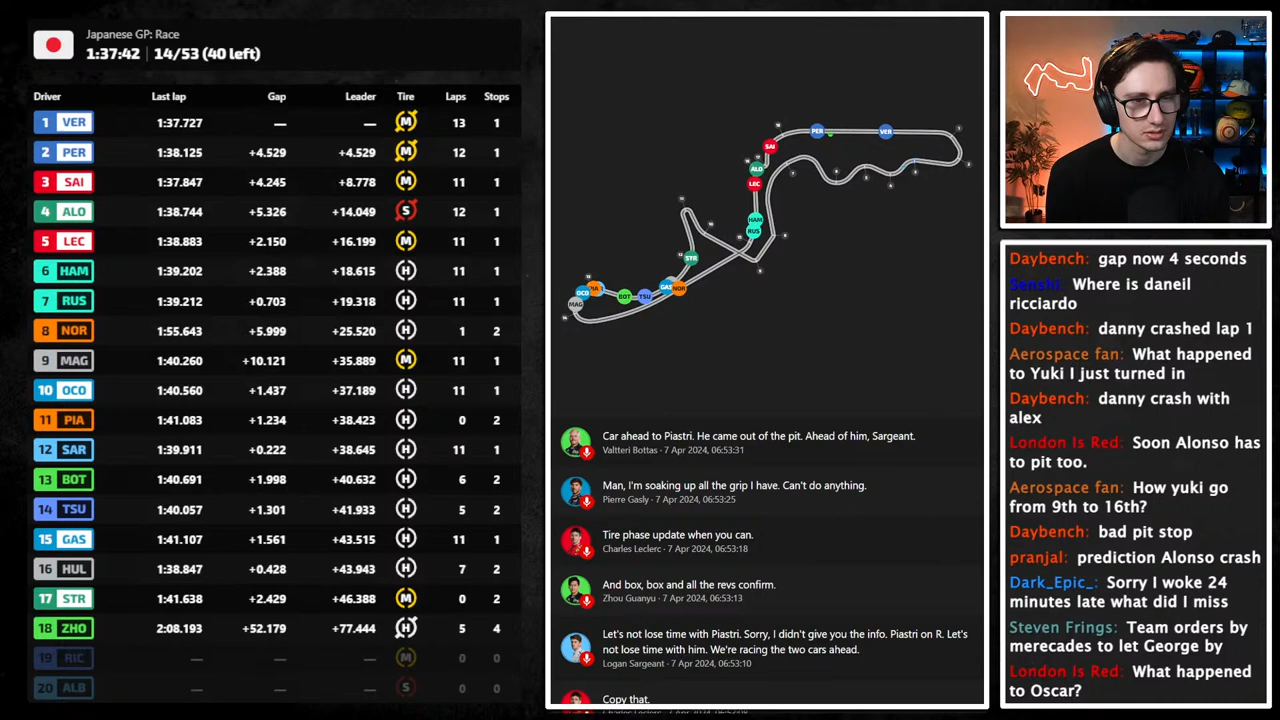 Japanese GP: Race
1:37:42 | 14/53 (40 left)
Driver Last lap Gap Leader Tire Laps Stops
1 VER 1:37.727 — — M 13 1
2 PER 1:38.125 +4.529 +4.529 M 12 1
3 SAI 1:37.847 +4.245 +8.778 M 11 1
4 ALO 1:38.744 +5.326 +14.049 S 12 1
5 LEC 1:38.883 +2.150 +16.199 M 11 1
6 HAM 1:39.202 +2.388 +18.615 H 11 1
7 RUS 1:39.212 +0.703 +19.318 H 11 1
8 NOR 1:55.643 +5.999 +25.520 H 1 2
9 MAG 1:40.260 +10.121 +35.889 M 11 1
10 OCO 1:40.560 +1.437 +37.189 H 11 1
11 PIA 1:41.083 +1.234 +38.423 H 0 2
12 SAR 1:39.911 +0.222 +38.645 H 11 1
13 BOT 1:40.691 +1.998 +40.632 H 6 2
14 TSU 1:40.057 +1.301 +41.933 H 5 2
15 GAS 1:41.107 +1.561 +43.515 H 11 1
16 HUL 1:38.847 +0.428 +43.943 H 7 2
17 STR 1:41.638 +2.429 +46.388 M 0 2
18 ZHO 2:08.193 +52.179 +77.444 H 5 4
19 RIC — — — M 0 0
20 ALB — — — S 0 0
PER VER
SAI
ALO
LEC
HAM
RUS
STR
OCO PIA BOT TSU GAS NOR
MAG
Car ahead to Piastri. He came out of the pit. Ahead of him, Sargeant.
Valtteri Bottas · 7 Apr 2024, 06:53:31
Man, I'm soaking up all the grip I have. Can't do anything.
Pierre Gasly · 7 Apr 2024, 06:53:25
Tire phase update when you can.
Charles Leclerc · 7 Apr 2024, 06:53:18
And box, box and all the revs confirm.
Zhou Guanyu · 7 Apr 2024, 06:53:13
Let's not lose time with Piastri. Sorry, I didn't give you the info. Piastri on R. Let's
not lose time with him. We're racing the two cars ahead.
Logan Sargeant · 7 Apr 2024, 06:53:10
Copy that.
Daybench: gap now 4 seconds
Senshi: Where is daneil
ricciardo
Daybench: danny crashed lap 1
Aerospace fan: What happened
to Yuki I just turned in
Daybench: danny crash with
alex
London Is Red: Soon Alonso has
to pit too.
Aerospace fan: How yuki go
from 9th to 16th?
Daybench: bad pit stop
pranjal: prediction Alonso crash
Dark_Epic_: Sorry I woke 24
minutes late what did I miss
Steven Frings: Team orders by
merecades to let George by
London Is Red: What happened
to Oscar?